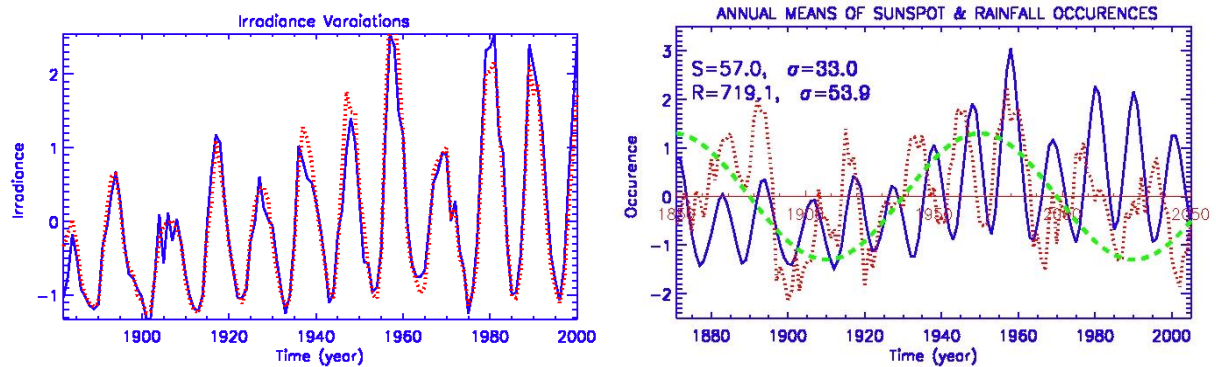 Irradiance Varaiations
Irradiance
2
1
0
-1
1900 1920 1940 1960 1980 2000
Time (year)
ANNUAL MEANS OF SUNSPOT & RAINFALL OCCURENCES
S=57.0, σ=33.0
R=719.1, σ=53.9
Occurence
3
2
1
0
-1
-2
1850 1900 1950 2000 2050
1880 1900 1920 1940 1960 1980 2000
Time (year)